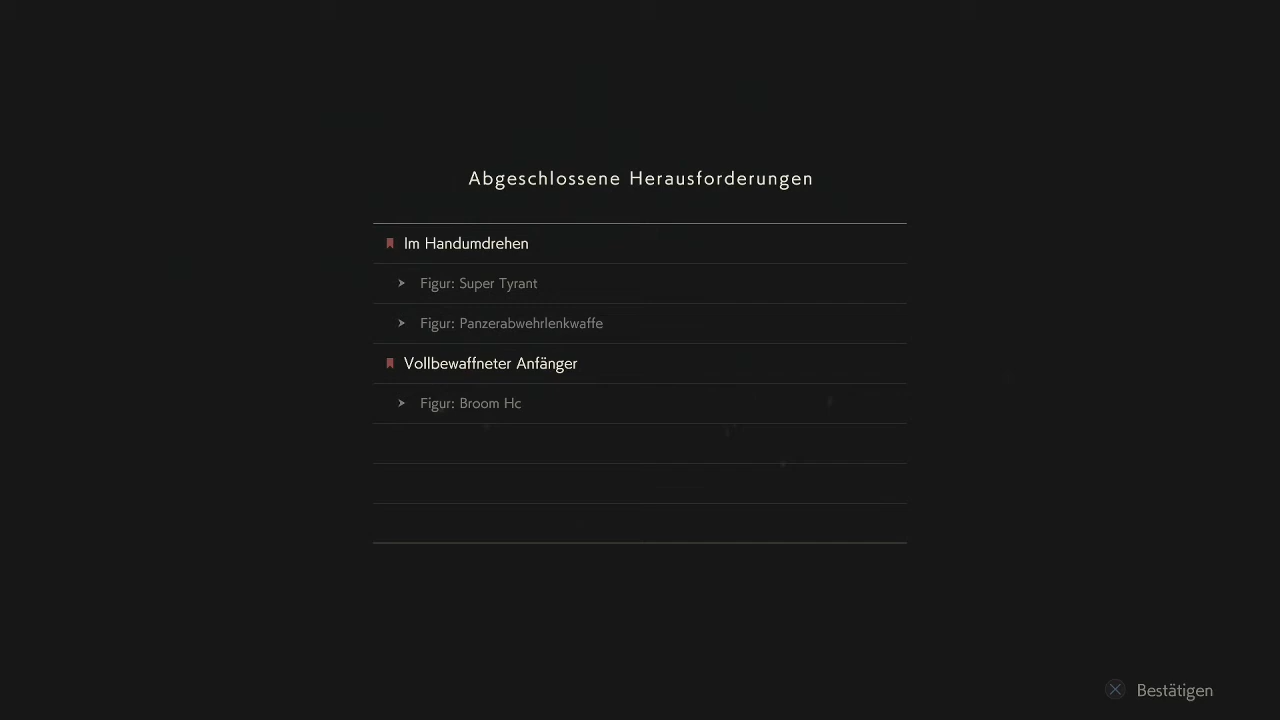 Abgeschlossene Herausforderungen
Im Handumdrehen
Figur: Super Tyrant
Figur: Panzerabwehrlenkwaffe
Vollbewaffneter Anfänger
Figur: Broom Hc
Bestätigen